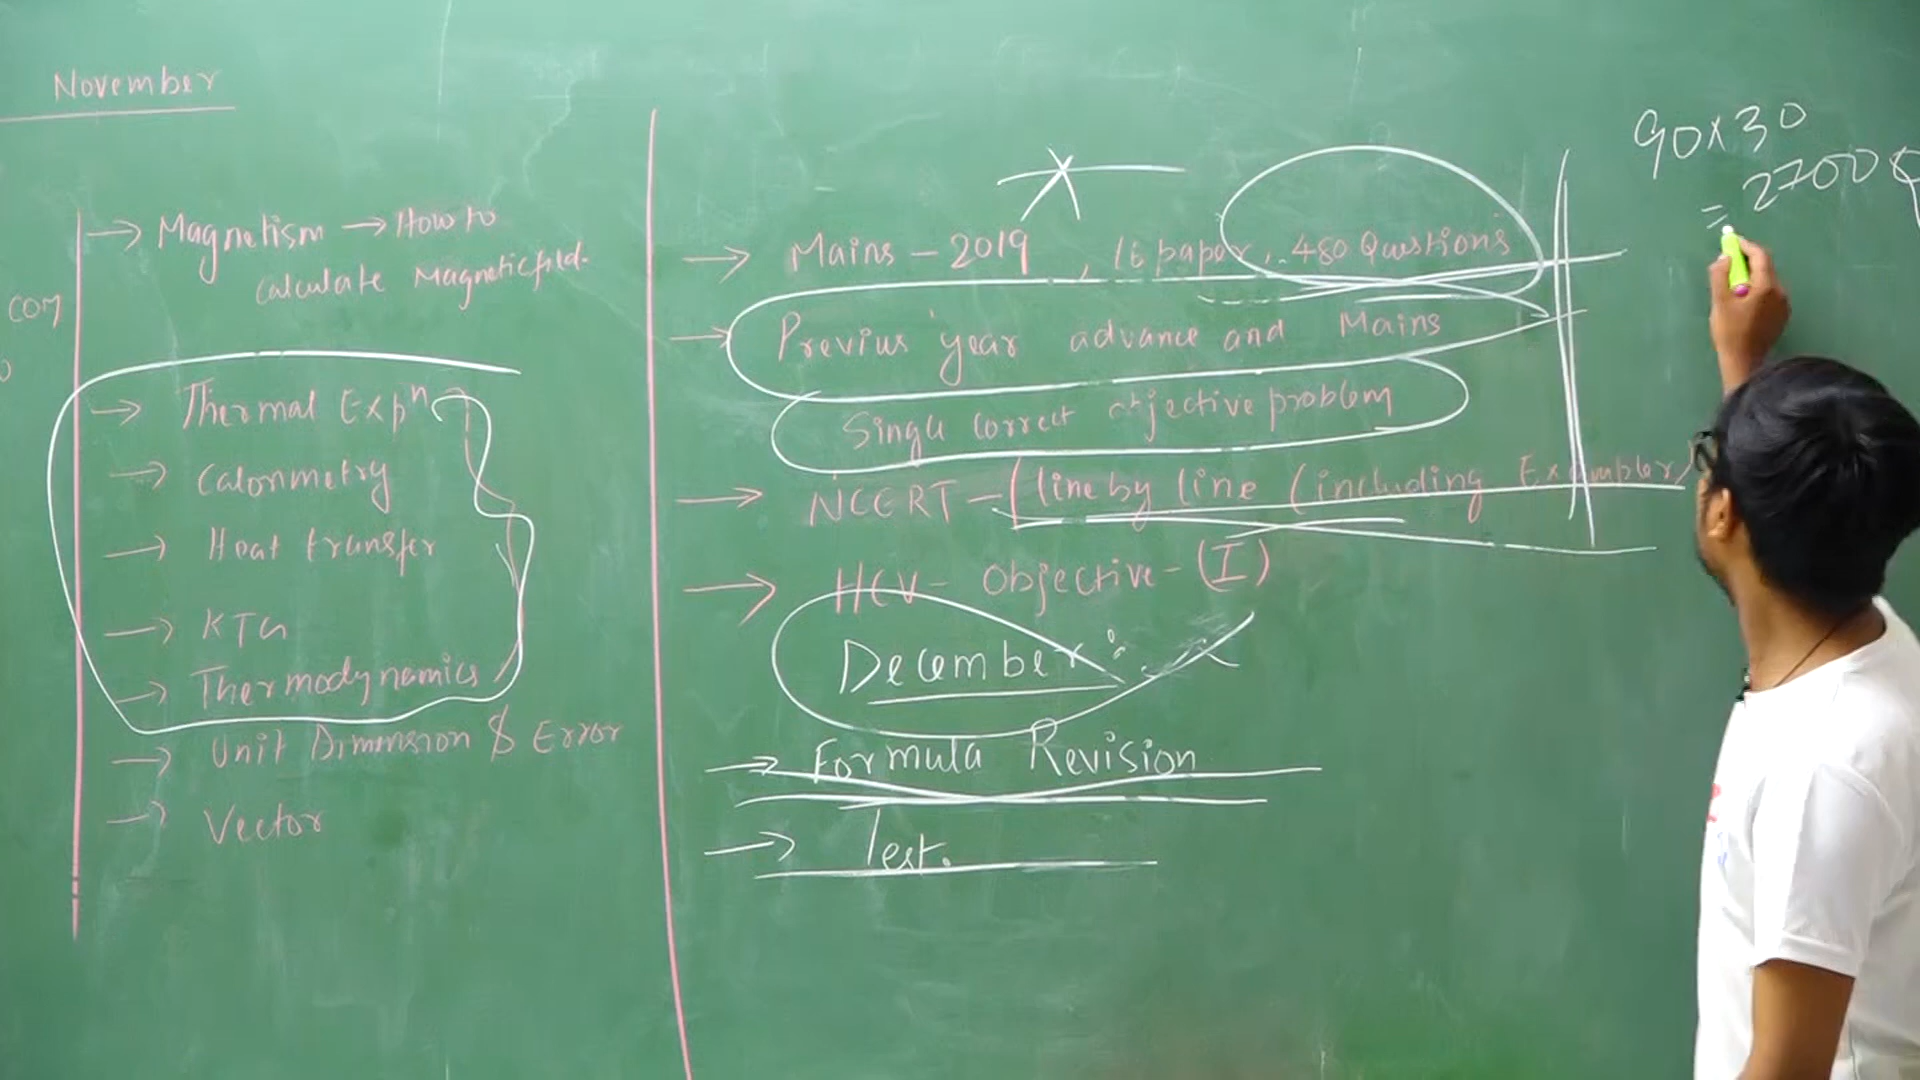 November
→ Magnetism → How to
calculate Magnetic field.
COM
→ Thermal Expⁿ
→ Calorimetry
→ Heat transfer
→ KTG
→ Thermodynamics
→ Unit Dimension & Error
→ Vector
→ Mains - 2019, 16 paper, 480 Questions
→ Previus year advance and Mains
Single correct objective problem
→ NCERT - (line by line (including Exampler)
→ HCV - Objective - (I)
December:
→ Formula Revision
→ Test.
90 x 30
= 2700